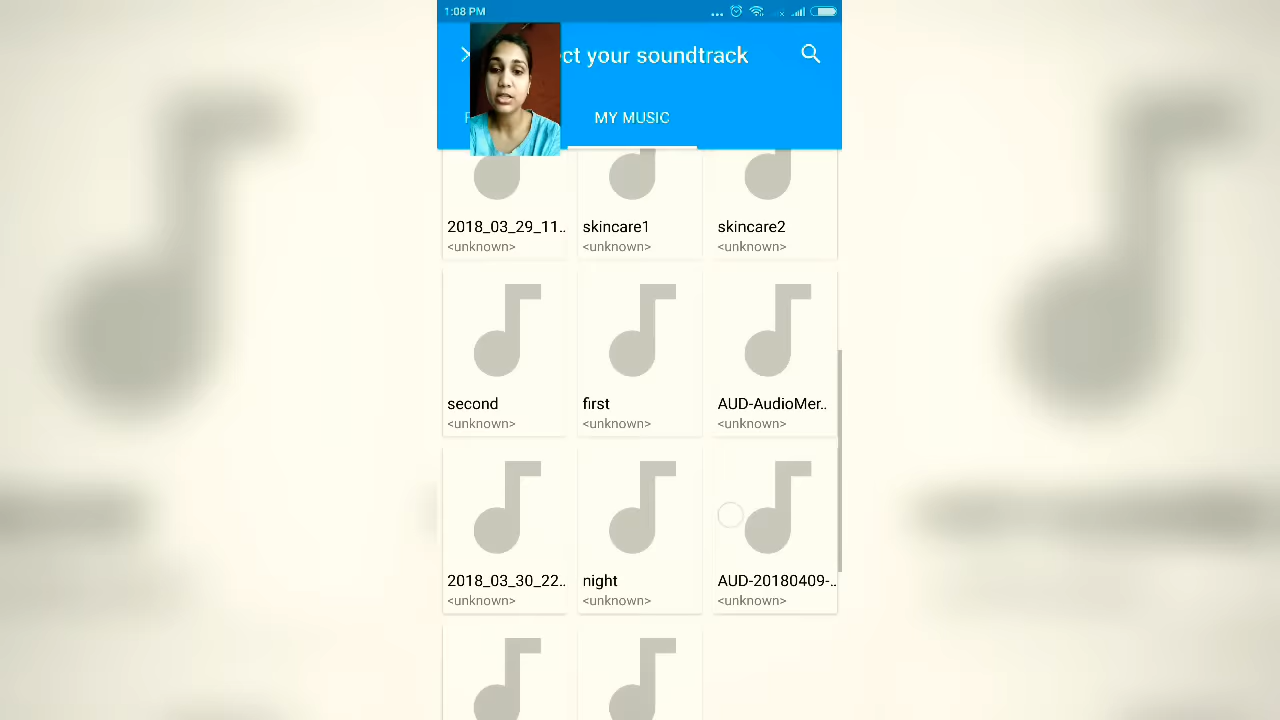 1:08 PM
ct your soundtrack
MY MUSIC
2018_03_29_11..
<unknown>
skincare1
<unknown>
skincare2
<unknown>
second
<unknown>
first
<unknown>
AUD-AudioMer..
<unknown>
2018_03_30_22..
<unknown>
night
<unknown>
AUD-20180409-..
<unknown>